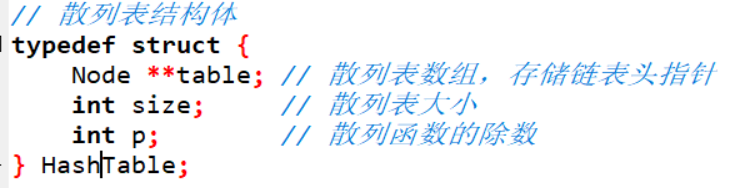 // 散列表结构体
typedef struct {
    Node **table; // 散列表数组，存储链表头指针
    int size;     // 散列表大小
    int p;        // 散列函数的除数
} HashTable;